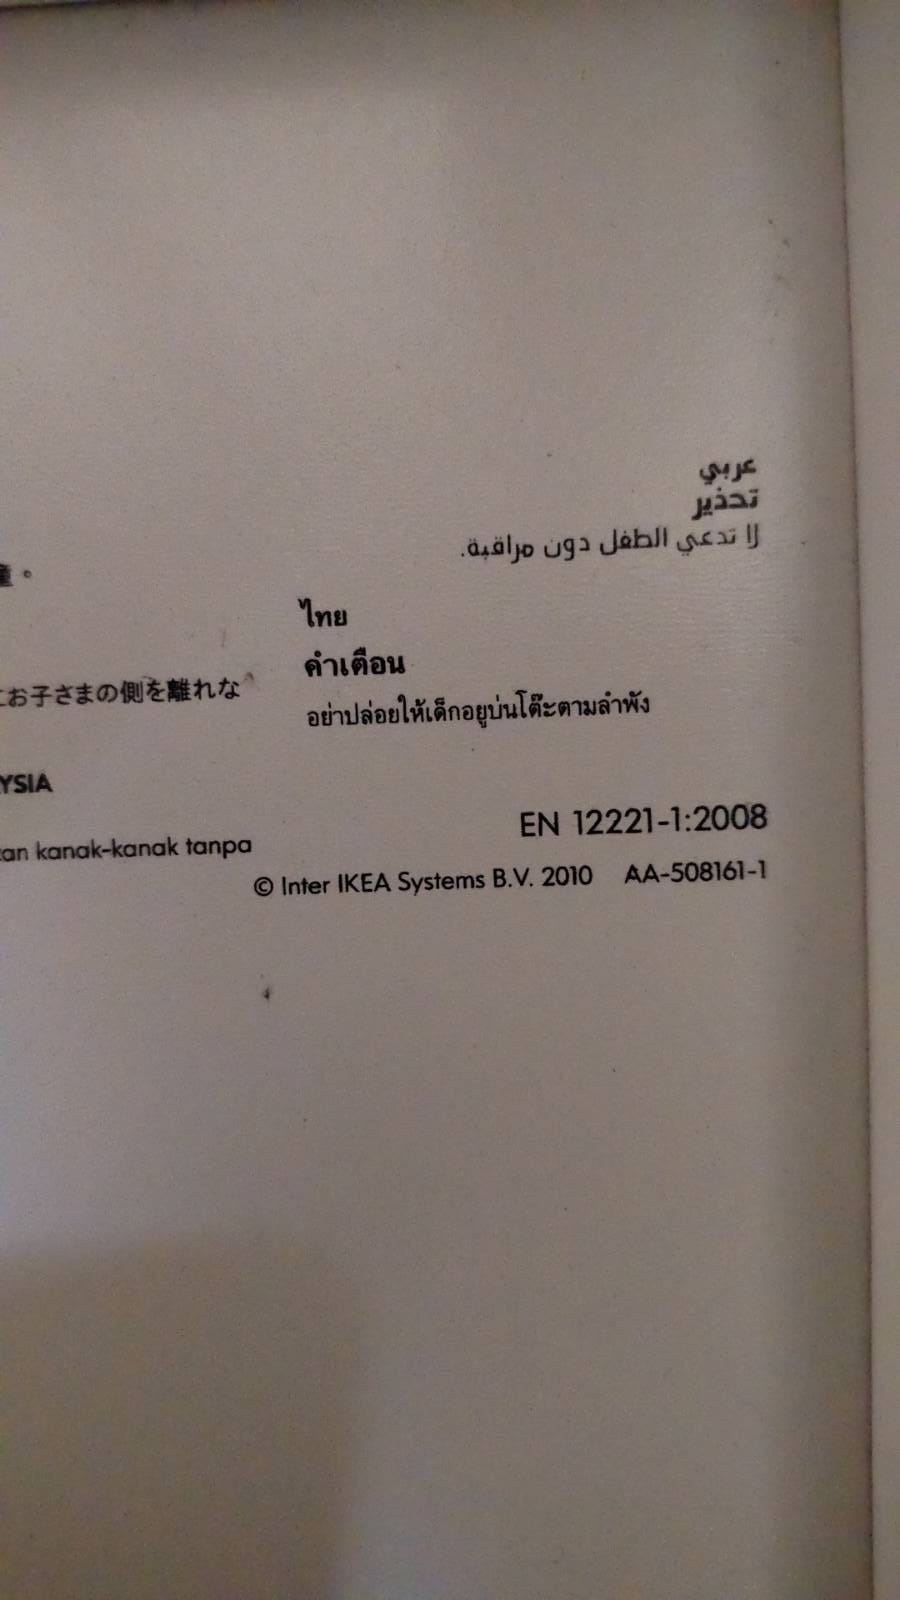 عربي
تحذير
لا تدعي الطفل دون مراقبة.
。
ไทย
คำเตือน
อย่าปล่อยให้เด็กอยู่บนโต๊ะตามลำพัง
お子さまの側を離れな
YSIA
an kanak-kanak tanpa
EN 12221-1:2008
© Inter IKEA Systems B.V. 2010 AA-508161-1